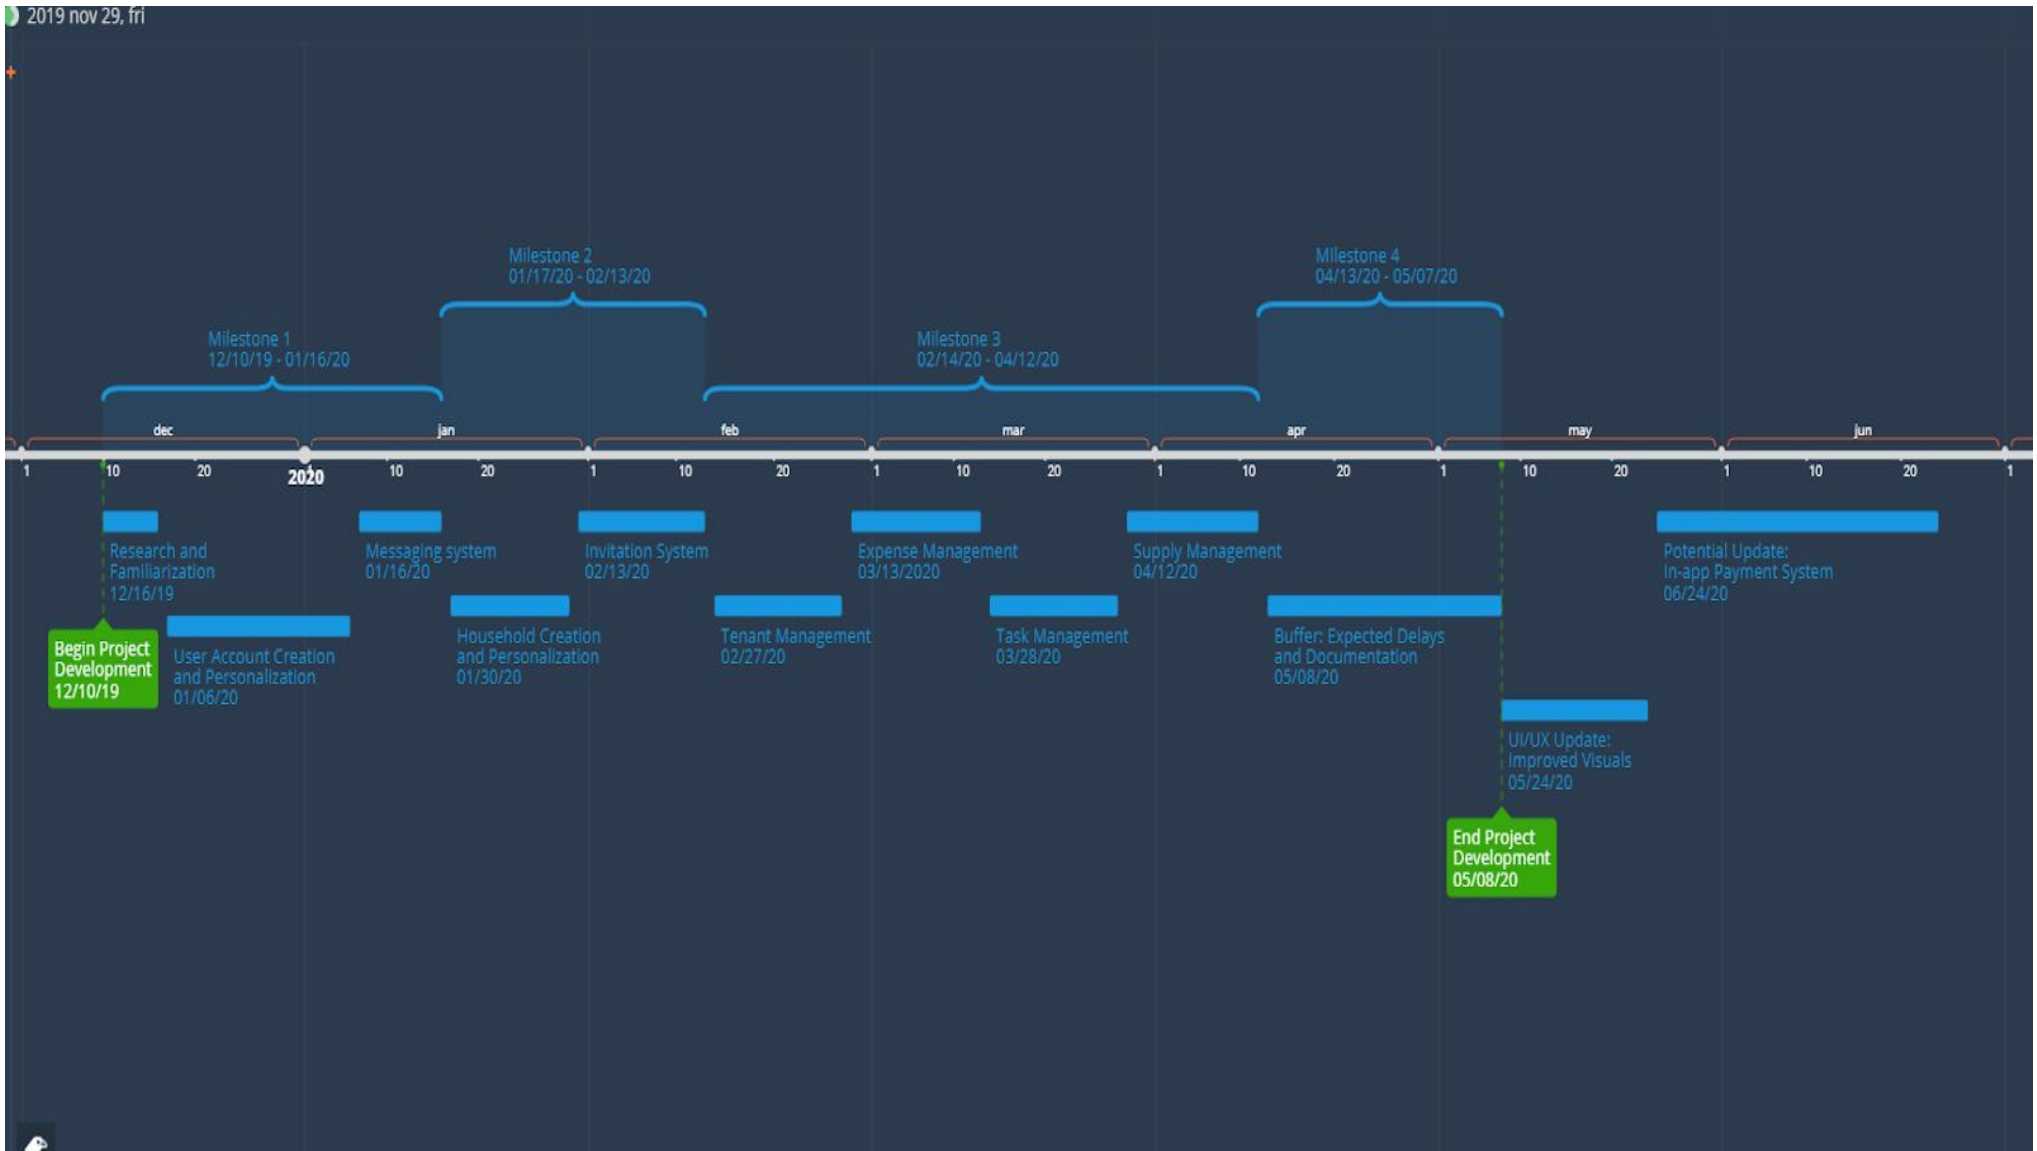 2019 nov 29, fri
Milestone 2
01/17/20 - 02/13/20
Milestone 4
04/13/20 - 05/07/20
Milestone 1
12/10/19 - 01/16/20
Milestone 3
02/14/20 - 04/12/20
dec jan feb mar apr may jun
1 10 20 1 10 20 1 10 20 1 10 20 1 10 20 1 10 20 1 10 20 1
2020
Research and
Familiarization
12/16/19
Messaging system
01/16/20
Invitation System
02/13/20
Expense Management
03/13/2020
Supply Management
04/12/20
Potential Update:
In-app Payment System
06/24/20
Begin Project
Development
12/10/19
User Account Creation
and Personalization
01/06/20
Household Creation
and Personalization
01/30/20
Tenant Management
02/27/20
Task Management
03/28/20
Buffer: Expected Delays
and Documentation
05/08/20
UI/UX Update:
Improved Visuals
05/24/20
End Project
Development
05/08/20